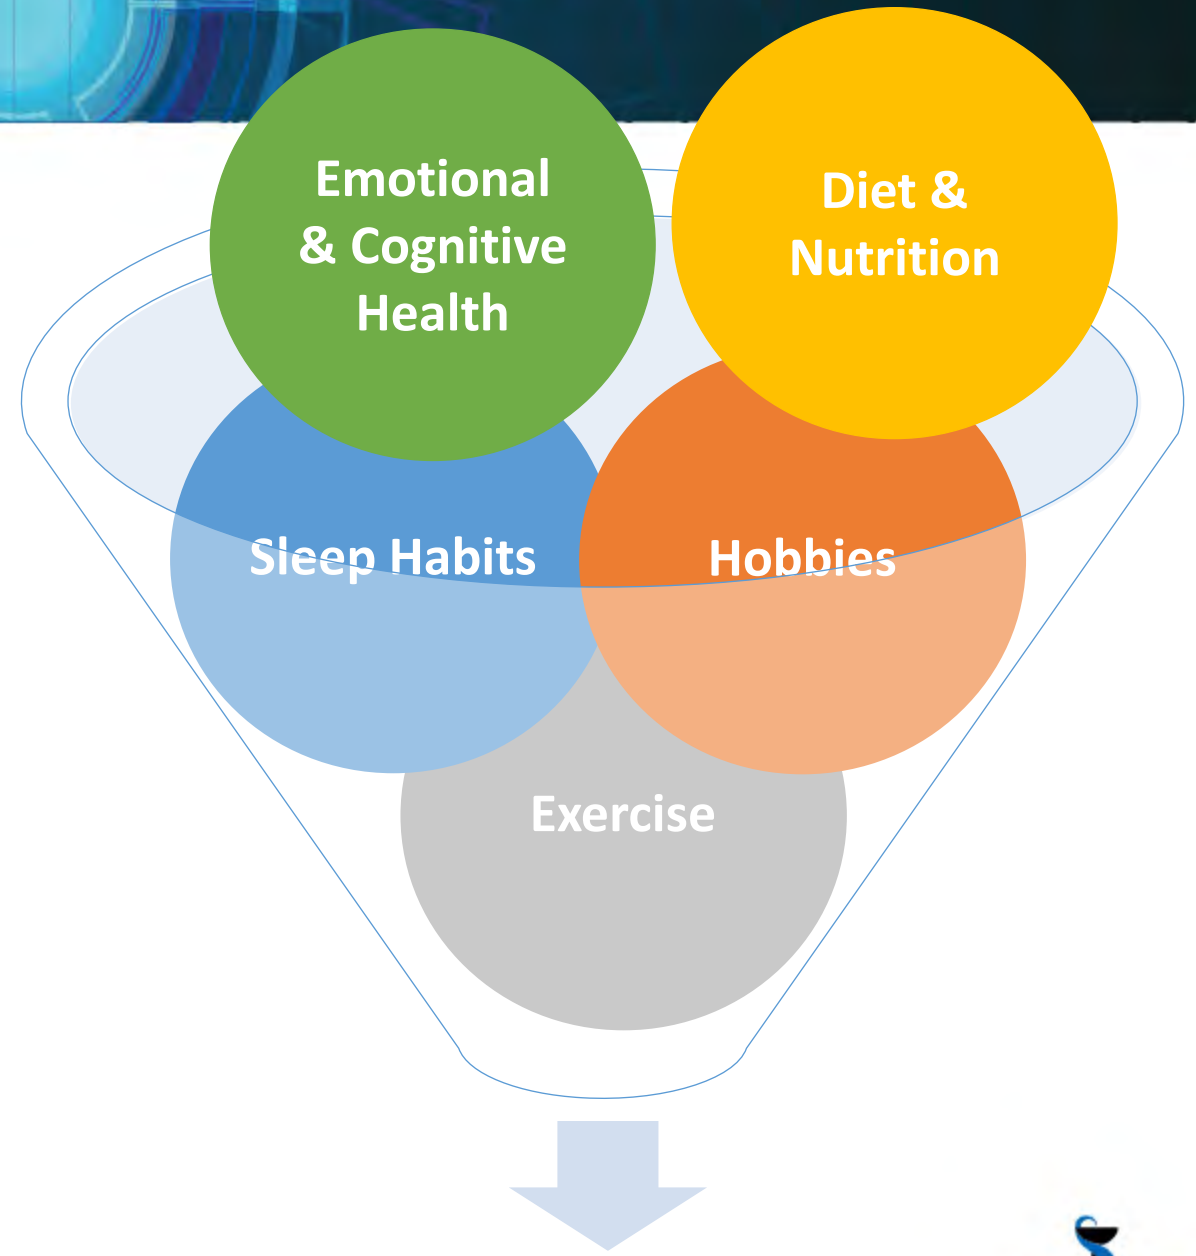 Emotional
& Cognitive
Health
Diet &
Nutrition
Sleep Habits
Hobbies
Exercise